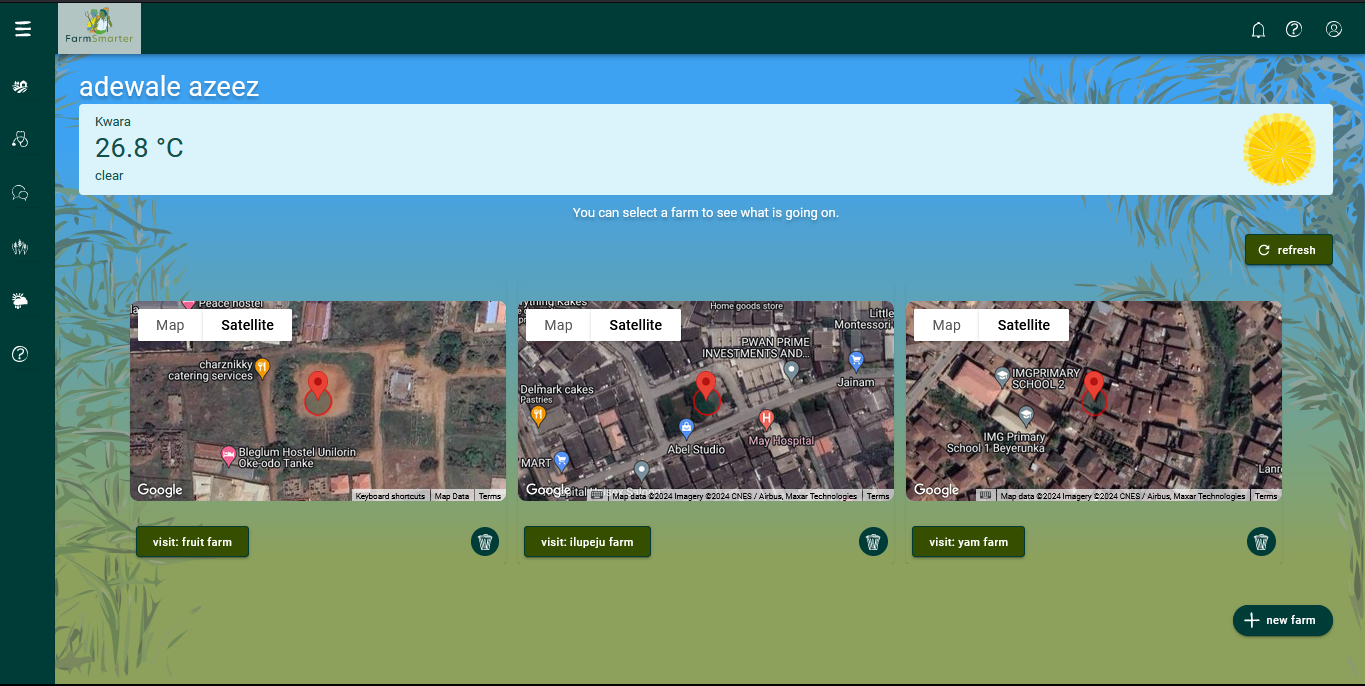 FarmSmarter
adewale azeez
Kwara
26.8 °C
clear
You can select a farm to see what is going on.
refresh
Peace hostel
Map
Satellite
charznikky
catering services
Bleglum Hostel Unilorin
Oke-odo Tanke
Google
Keyboard shortcuts
Map Data
Terms
Home goods store
Map
Satellite
Little
Montessori
PWAN PRIME
INVESTMENTS AND...
Jainam
Delmark cakes
Pastries
May Hospital
Abel Studio
MART
Google
Map data ©2024 Imagery ©2024 CNES / Airbus, Maxar Technologies
Terms
Map
Satellite
IMGPRIMARY
SCHOOL 2
IMG Primary
School 1 Beyerunka
Google
Map data ©2024 Imagery ©2024 CNES / Airbus, Maxar Technologies
Terms
visit: fruit farm
visit: ilupeju farm
visit: yam farm
new farm